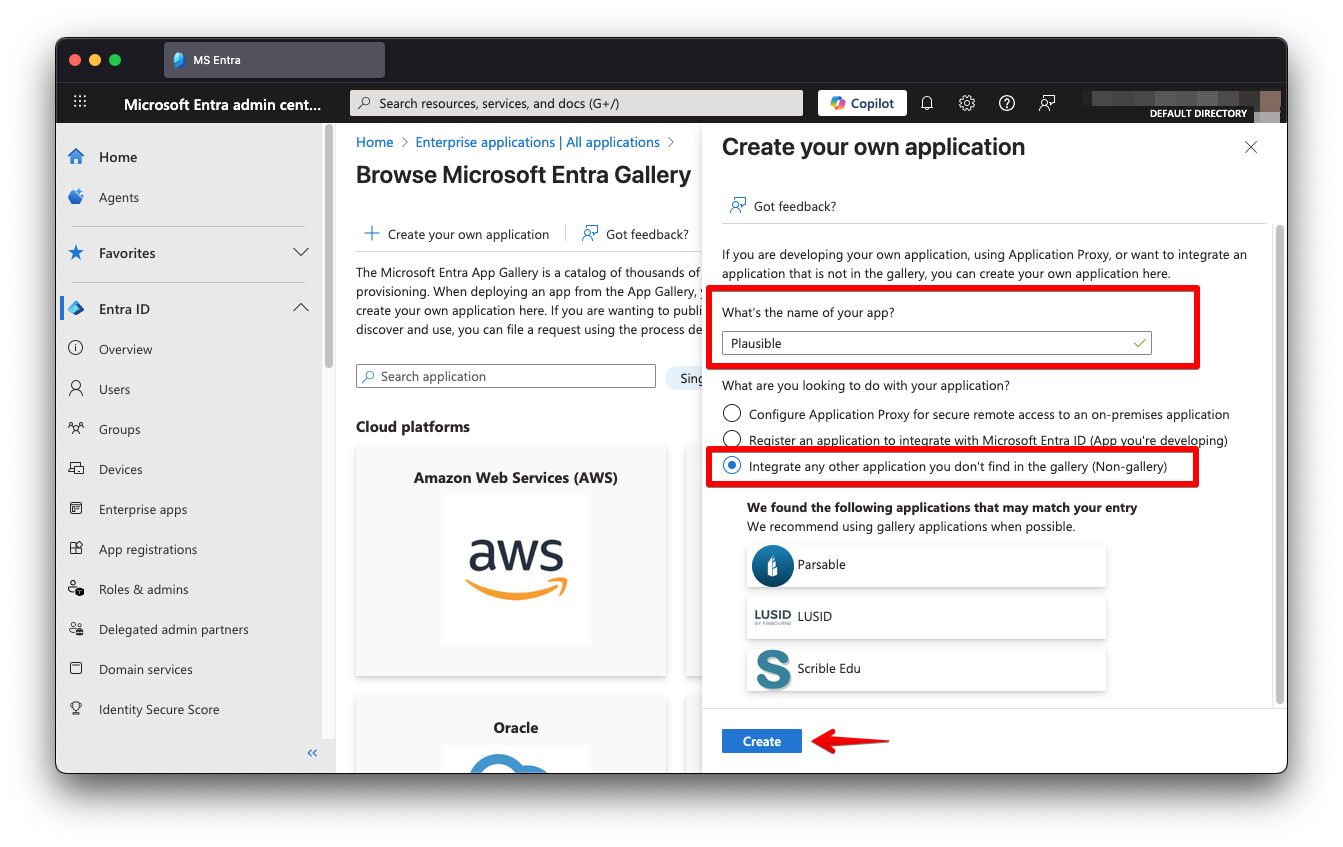 MS Entra
Microsoft Entra admin cent...
Search resources, services, and docs (G+/)
Copilot
DEFAULT DIRECTORY
Home
Agents
Favorites
Entra ID
Overview
Users
Groups
Devices
Enterprise apps
App registrations
Roles & admins
Delegated admin partners
Domain services
Identity Secure Score
«
Home > Enterprise applications | All applications >
Browse Microsoft Entra Gallery
Create your own application
Got feedback?
The Microsoft Entra App Gallery is a catalog of thousands of
provisioning. When deploying an app from the App Gallery,
create your own application here. If you are wanting to publi
discover and use, you can file a request using the process de
Search application
Sing
Cloud platforms
Amazon Web Services (AWS)
aws
Oracle
Create your own application
Got feedback?
If you are developing your own application, using Application Proxy, or want to integrate an
application that is not in the gallery, you can create your own application here.
What's the name of your app?
Plausible
What are you looking to do with your application?
Configure Application Proxy for secure remote access to an on-premises application
Register an application to integrate with Microsoft Entra ID (App you're developing)
Integrate any other application you don't find in the gallery (Non-gallery)
We found the following applications that may match your entry
We recommend using gallery applications when possible.
Parsable
LUSID
BY FINBOURNE
LUSID
S
Scrible Edu
Create